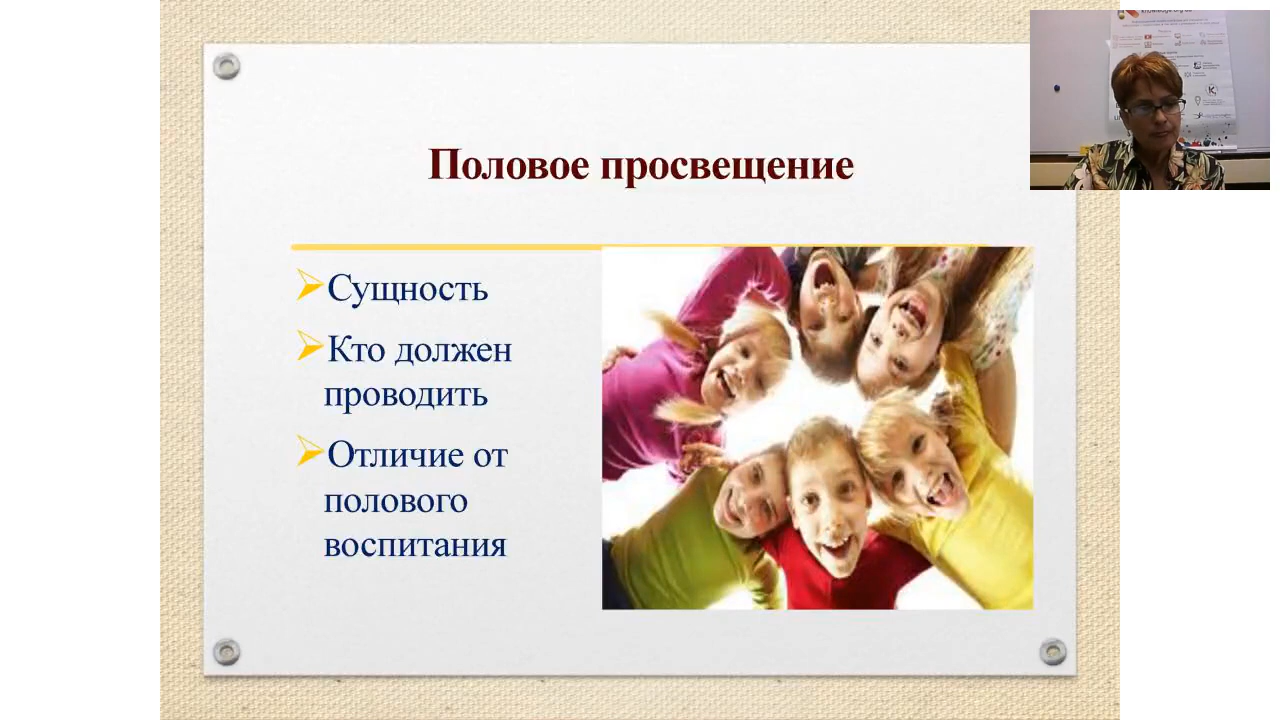 Половое просвещение
Сущность
Кто должен
проводить
Отличие от
полового
воспитания